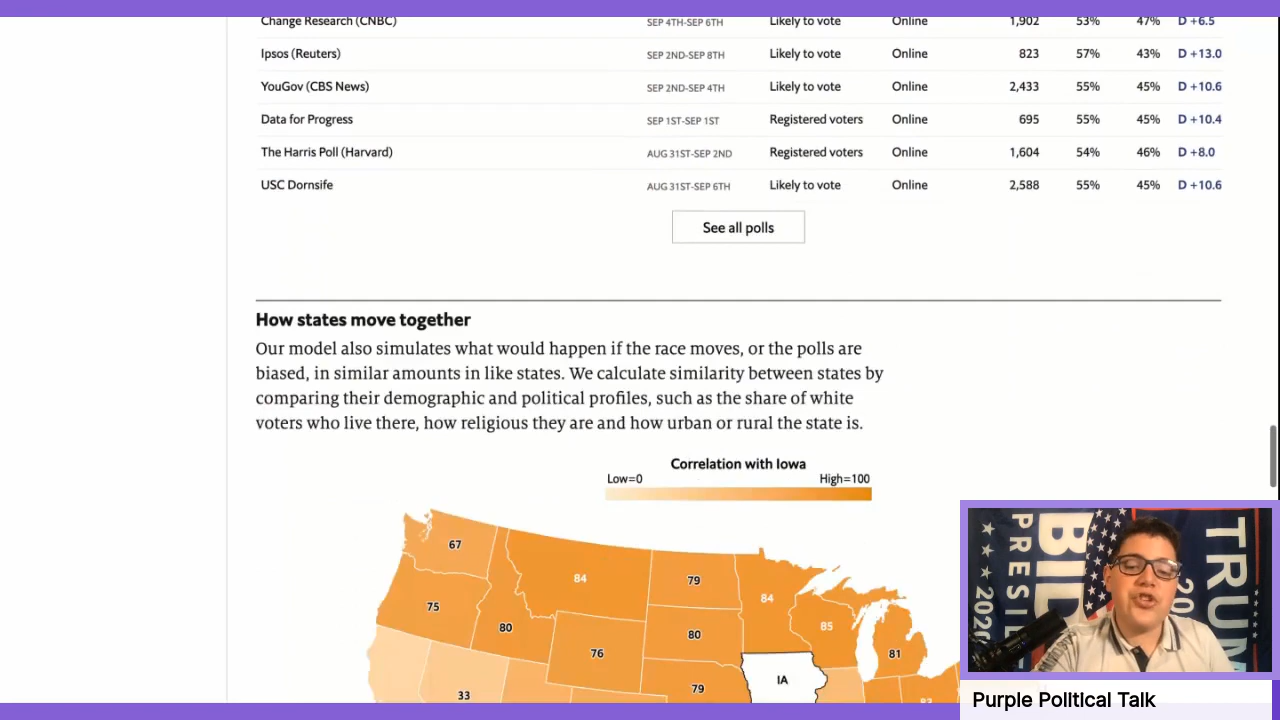 Change Research (CNBC) SEP 4TH-SEP 6TH Likely to vote Online 1,902 53% 47% D +6.5
Ipsos (Reuters) SEP 2ND-SEP 8TH Likely to vote Online 823 57% 43% D +13.0
YouGov (CBS News) SEP 2ND-SEP 4TH Likely to vote Online 2,433 55% 45% D +10.6
Data for Progress SEP 1ST-SEP 1ST Registered voters Online 695 55% 45% D +10.4
The Harris Poll (Harvard) AUG 31ST-SEP 2ND Registered voters Online 1,604 54% 46% D +8.0
USC Dornsife AUG 31ST-SEP 6TH Likely to vote Online 2,588 55% 45% D +10.6
See all polls
How states move together
Our model also simulates what would happen if the race moves, or the polls are
biased, in similar amounts in like states. We calculate similarity between states by
comparing their demographic and political profiles, such as the share of white
voters who live there, how religious they are and how urban or rural the state is.
Correlation with Iowa
Low=0 High=100
67
84
79
84
75
80
80
85
76
81
79
IA
33
BID
PRESI
2020
TRUM
20
Purple Political Talk